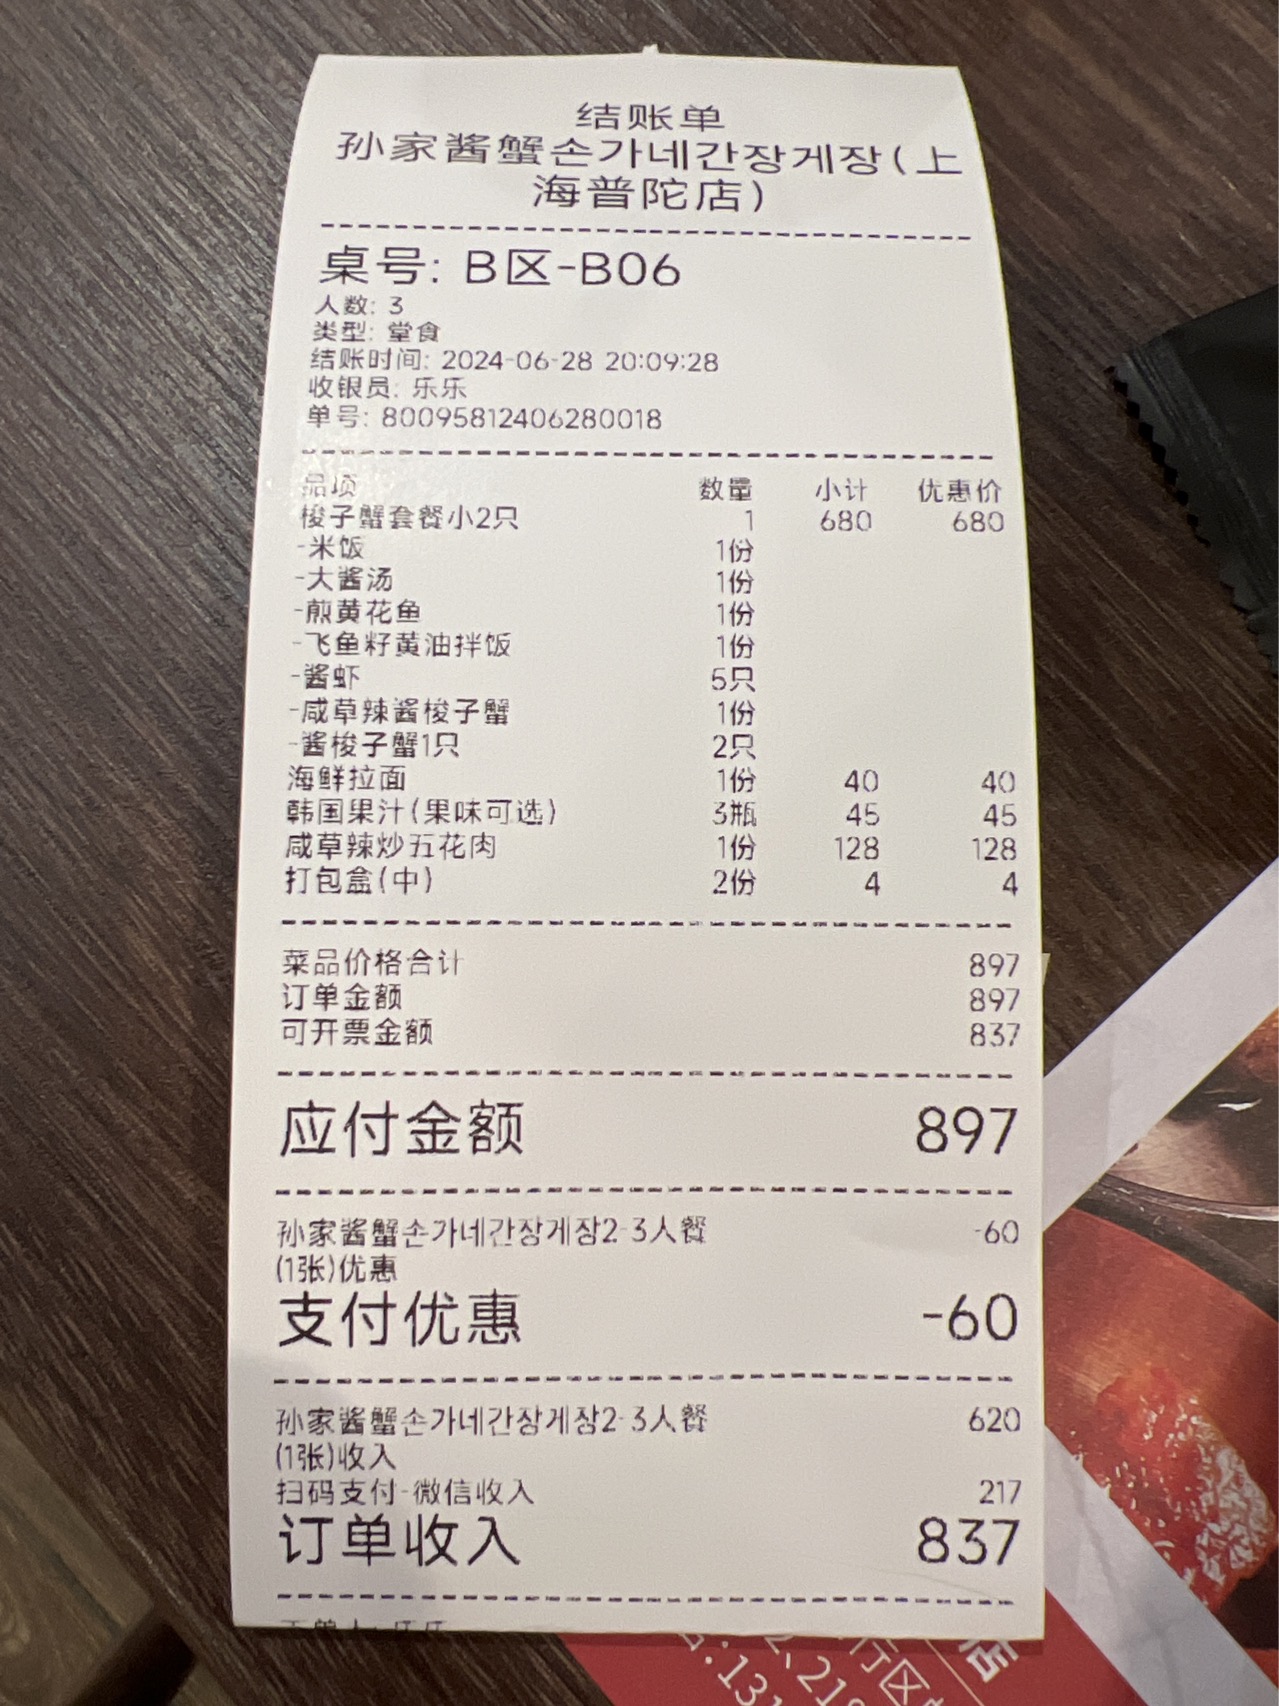 结账单
孙家酱蟹손가네간장게장(上
海普陀店)
桌号: B区-B06
人数: 3
类型: 堂食
结账时间: 2024-06-28 20:09:28
收银员: 乐乐
单号: 80095812406280018
品项 数量 小计 优惠价
梭子蟹套餐小2只 1 680 680
-米饭 1份
-大酱汤 1份
-煎黄花鱼 1份
-飞鱼籽黄油拌饭 1份
-酱虾 5只
-咸草辣酱梭子蟹 1份
-酱梭子蟹1只 2只
海鲜拉面 1份 40 40
韩国果汁(果味可选) 3瓶 45 45
咸草辣炒五花肉 1份 128 128
打包盒(中) 2份 4 4
菜品价格合计 897
订单金额 897
可开票金额 837
应付金额 897
孙家酱蟹손가네간장게장2-3人餐 -60
(1张)优惠
支付优惠 -60
孙家酱蟹손가네간장게장2-3人餐 620
(1张)收入
扫码支付-微信收入 217
订单收入 837
店